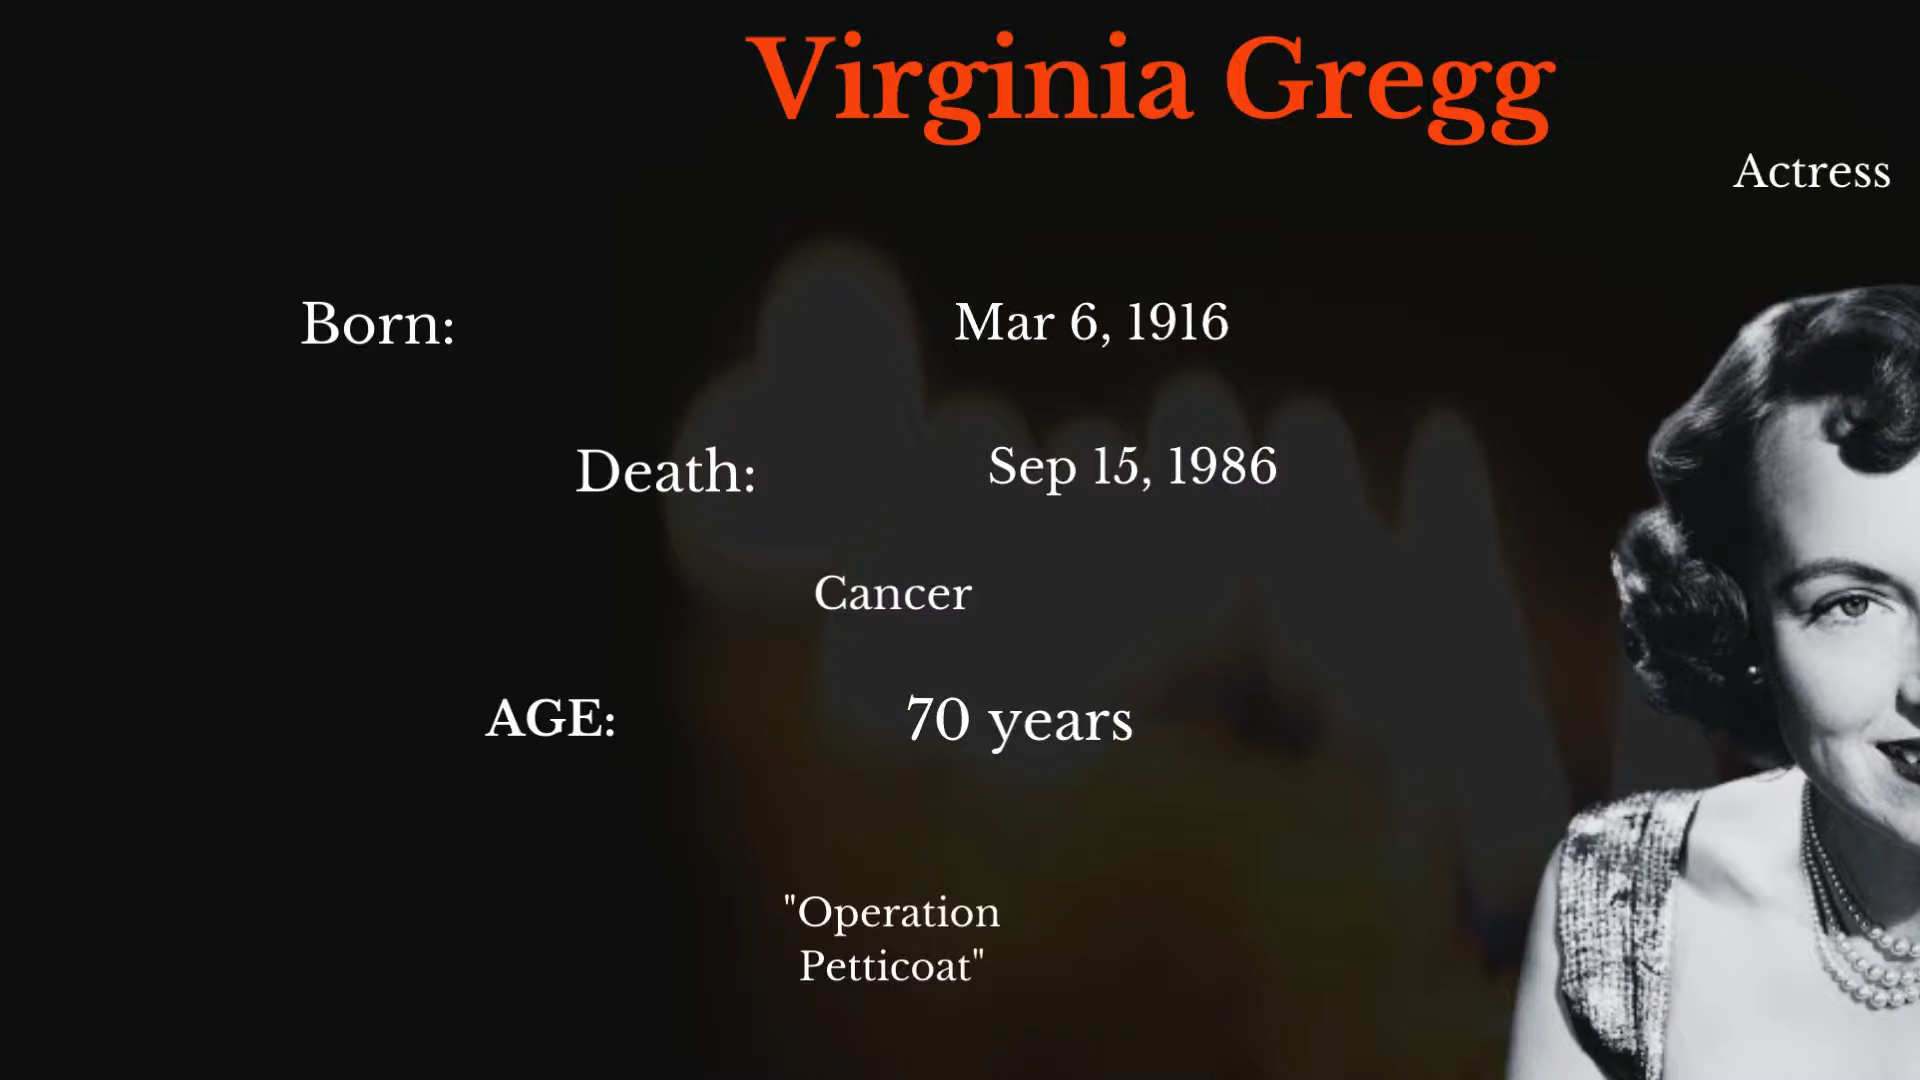 Virginia Gregg
Actress
Born: Mar 6, 1916
Death: Sep 15, 1986
Cancer
AGE: 70 years
"Operation
Petticoat"